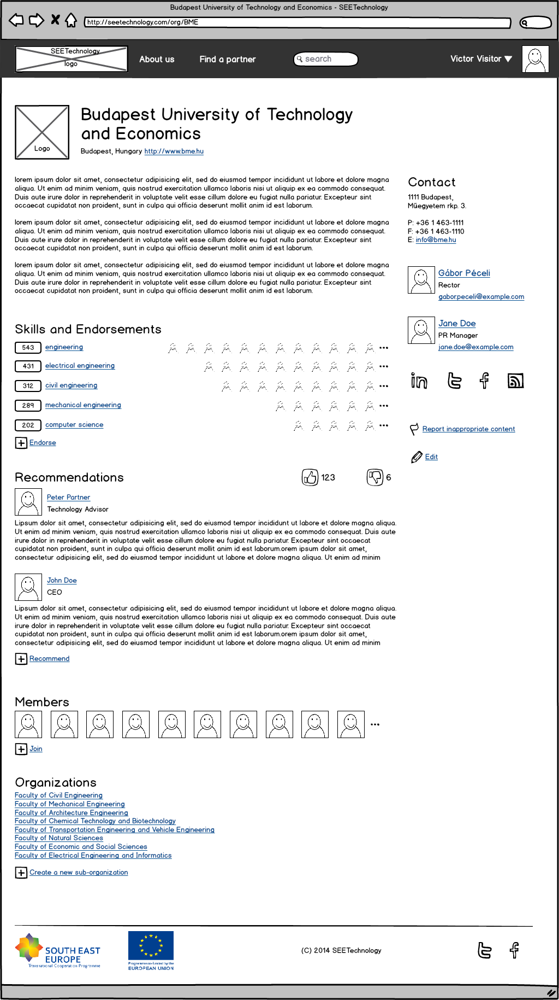 Budapest University of Technology and Economics - SEETechnology
http://seetechnology.com/org/BME
SEETechnology
logo
About us
Find a partner
search
Victor Visitor
Logo
Budapest University of Technology
and Economics
Budapest, Hungary http://www.bme.hu
lorem ipsum dolor sit amet, consectetur adipisicing elit, sed do eiusmod tempor incididunt ut labore et dolore magna
aliqua. Ut enim ad minim veniam, quis nostrud exercitation ullamco laboris nisi ut aliquip ex ea commodo consequat.
Duis aute irure dolor in reprehenderit in voluptate velit esse cillum dolore eu fugiat nulla pariatur. Excepteur sint
occaecat cupidatat non proident, sunt in culpa qui officia deserunt mollit anim id est laborum.
lorem ipsum dolor sit amet, consectetur adipisicing elit, sed do eiusmod tempor incididunt ut labore et dolore magna
aliqua. Ut enim ad minim veniam, quis nostrud exercitation ullamco laboris nisi ut aliquip ex ea commodo consequat.
Duis aute irure dolor in reprehenderit in voluptate velit esse cillum dolore eu fugiat nulla pariatur. Excepteur sint
occaecat cupidatat non proident, sunt in culpa qui officia deserunt mollit anim id est laborum.
lorem ipsum dolor sit amet, consectetur adipisicing elit, sed do eiusmod tempor incididunt ut labore et dolore magna
aliqua. Ut enim ad minim veniam, quis nostrud exercitation ullamco laboris nisi ut aliquip ex ea commodo consequat.
Duis aute irure dolor in reprehenderit in voluptate velit esse cillum dolore eu fugiat nulla pariatur. Excepteur sint
occaecat cupidatat non proident, sunt in culpa qui officia deserunt mollit anim id est laborum.
Contact
1111 Budapest,
Műegyetem rkp. 3.
P: +36 1 463-1111
F: +36 1 463-1110
E: info@bme.hu
Gábor Péceli
Rector
gabor.peceli@example.com
Jane Doe
PR Manager
jane.doe@example.com
Report inappropriate content
Edit
Skills and Endorsements
543 engineering ...
431 electrical engineering ...
312 civil engineering ...
289 mechanical engineering ...
202 computer science ...
Endorse
Recommendations
123
6
Peter Partner
Technology Advisor
Lipsum dolor sit amet, consectetur adipisicing elit, sed do eiusmod tempor incididunt ut labore et dolore magna aliqua.
Ut enim ad minim veniam, quis nostrud exercitation ullamco laboris nisi ut aliquip ex ea commodo consequat. Duis aute
irure dolor in reprehenderit in voluptate velit esse cillum dolore eu fugiat nulla pariatur. Excepteur sint occaecat
cupidatat non proident, sunt in culpa qui officia deserunt mollit anim id est laborum.orem ipsum dolor sit amet,
consectetur adipisicing elit, sed do eiusmod tempor incididunt ut labore et dolore magna aliqua. Ut enim ad minim
John Doe
CEO
Lipsum dolor sit amet, consectetur adipisicing elit, sed do eiusmod tempor incididunt ut labore et dolore magna aliqua.
Ut enim ad minim veniam, quis nostrud exercitation ullamco laboris nisi ut aliquip ex ea commodo consequat. Duis aute
irure dolor in reprehenderit in voluptate velit esse cillum dolore eu fugiat nulla pariatur. Excepteur sint occaecat
cupidatat non proident, sunt in culpa qui officia deserunt mollit anim id est laborum.orem ipsum dolor sit amet,
consectetur adipisicing elit, sed do eiusmod tempor incididunt ut labore et dolore magna aliqua. Ut enim ad minim
Recommend
Members
...
Join
Organizations
Faculty of Civil Engineering
Faculty of Mechanical Engineering
Faculty of Architecture Engineering
Faculty of Chemical Technology and Biotechnology
Faculty of Transportation Engineering and Vehicle Engineering
Faculty of Natural Sciences
Faculty of Economic and Social Sciences
Faculty of Electrical Engineering and Informatics
Create a new sub-organization
SOUTH EAST
EUROPE
Transnational Cooperation Programme
Programme co-funded by the
EUROPEAN UNION
(C) 2014 SEETechnology